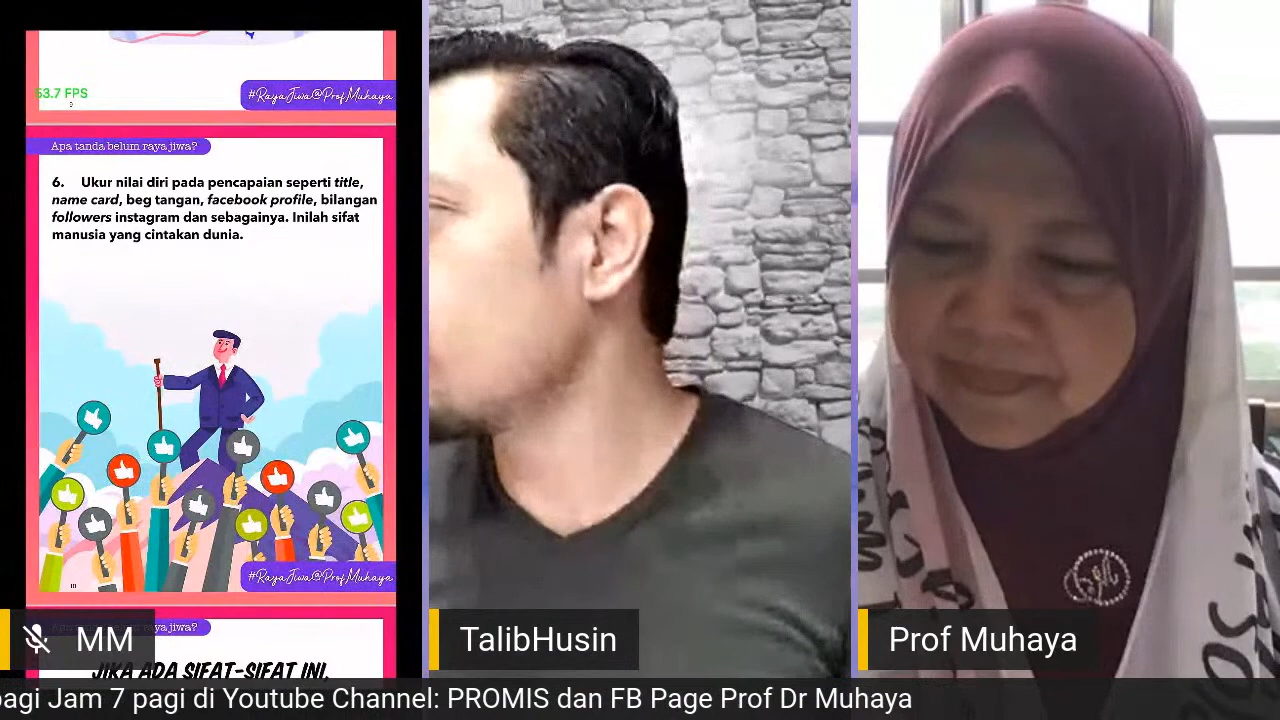 53.7 FPS
#RayaJiwa@ProfMuhaya
Apa tanda belum raya jiwa?
6. Ukur nilai diri pada pencapaian seperti title,
name card, beg tangan, facebook profile, bilangan
followers instagram dan sebagainya. Inilah sifat
manusia yang cintakan dunia.
#RayaJiwa@ProfMuhaya
raya jiwa?
JIKA ADA SIFAT-SIFAT INI,
MM
TalibHusin
Prof Muhaya
pagi Jam 7 pagi di Youtube Channel: PROMIS dan FB Page Prof Dr Muhaya